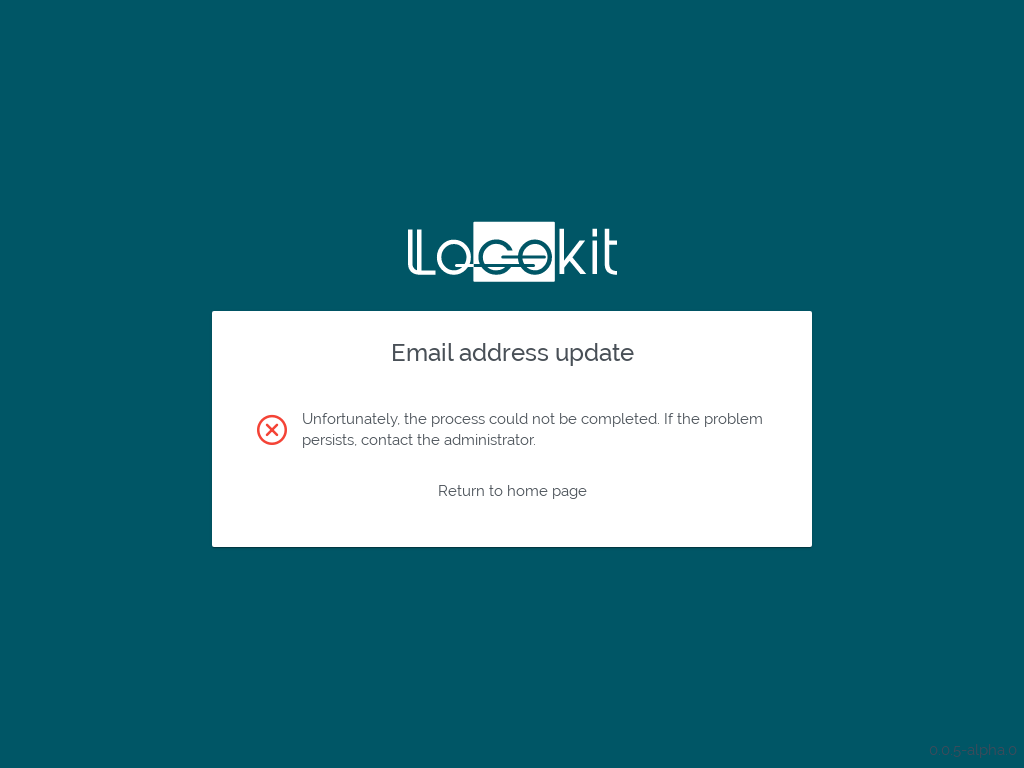 Locokit
Email address update
Unfortunately, the process could not be completed. If the problem
persists, contact the administrator.
Return to home page
0.0.5-alpha.0